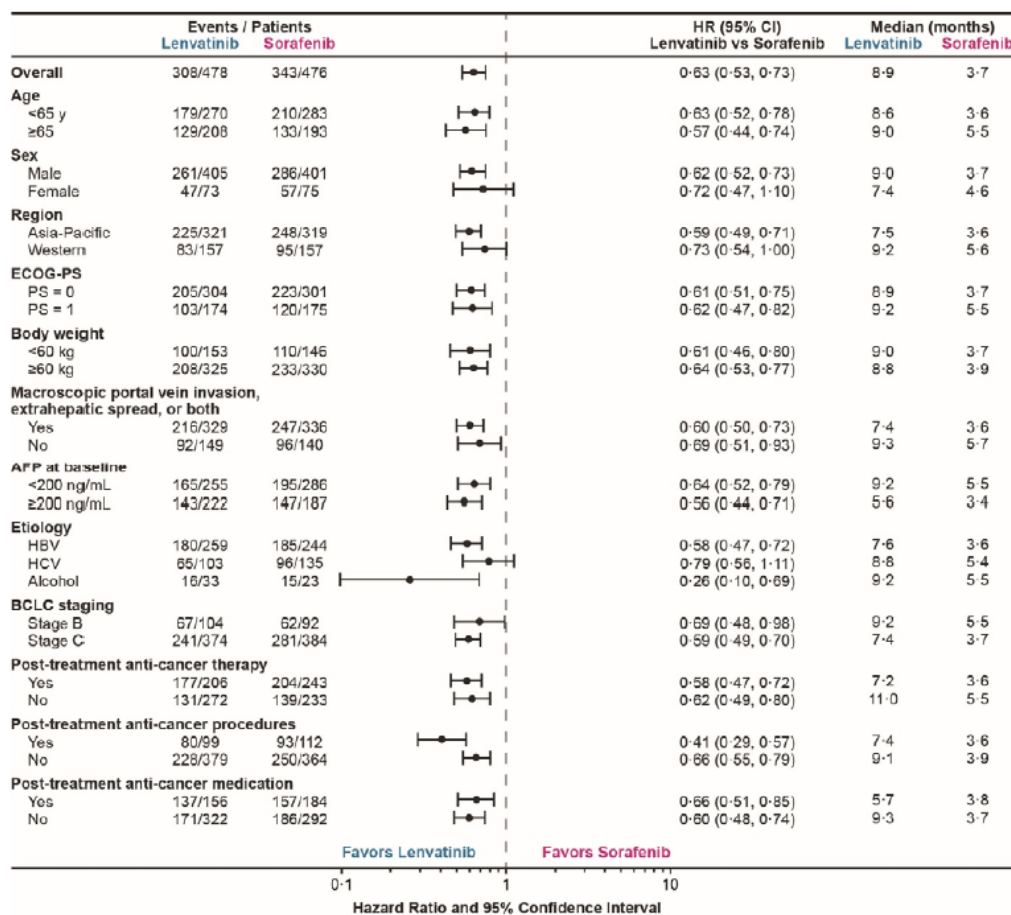 Events / Patients HR (95% CI) Median (months)
Lenvatinib Sorafenib Lenvatinib vs Sorafenib Lenvatinib Sorafenib
Overall 308/478 343/476 0·63 (0·53, 0·73) 8·9 3·7
Age
<65 y 179/270 210/283 0·63 (0·52, 0·78) 8·6 3·6
≥65 129/208 133/193 0·57 (0·44, 0·74) 9·0 5·5
Sex
Male 261/405 286/401 0·62 (0·52, 0·73) 9·0 3·7
Female 47/73 57/75 0·72 (0·47, 1·10) 7·4 4·6
Region
Asia-Pacific 225/321 248/319 0·59 (0·49, 0·71) 7·5 3·6
Western 83/157 95/157 0·73 (0·54, 1·00) 9·2 5·6
ECOG-PS
PS = 0 205/304 223/301 0·61 (0·51, 0·75) 8·9 3·7
PS = 1 103/174 120/175 0·62 (0·47, 0·82) 9·2 5·5
Body weight
<60 kg 100/153 110/146 0·61 (0·46, 0·80) 9·0 3·7
≥60 kg 208/325 233/330 0·64 (0·53, 0·77) 8·8 3·9
Macroscopic portal vein invasion,
extrahepatic spread, or both
Yes 216/329 247/336 0·60 (0·50, 0·73) 7·4 3·6
No 92/149 96/140 0·69 (0·51, 0·93) 9·3 5·7
AFP at baseline
<200 ng/mL 165/255 195/286 0·64 (0·52, 0·79) 9·2 5·5
≥200 ng/mL 143/222 147/187 0·56 (0·44, 0·71) 5·6 3·4
Etiology
HBV 180/259 185/244 0·58 (0·47, 0·72) 7·6 3·6
HCV 65/103 96/135 0·79 (0·56, 1·11) 8·8 5·4
Alcohol 16/33 15/23 0·26 (0·10, 0·69) 9·2 5·5
BCLC staging
Stage B 67/104 62/92 0·69 (0·48, 0·98) 9·2 5·5
Stage C 241/374 281/384 0·59 (0·49, 0·70) 7·4 3·7
Post-treatment anti-cancer therapy
Yes 177/206 204/243 0·58 (0·47, 0·72) 7·2 3·6
No 131/272 139/233 0·62 (0·49, 0·80) 11·0 5·5
Post-treatment anti-cancer procedures
Yes 80/99 93/112 0·41 (0·29, 0·57) 7·4 3·6
No 228/379 250/364 0·66 (0·55, 0·79) 9·1 3·9
Post-treatment anti-cancer medication
Yes 137/156 157/184 0·66 (0·51, 0·85) 5·7 3·8
No 171/322 186/292 0·60 (0·48, 0·74) 9·3 3·7
Favors Lenvatinib Favors Sorafenib
0·1 1 10
Hazard Ratio and 95% Confidence Interval